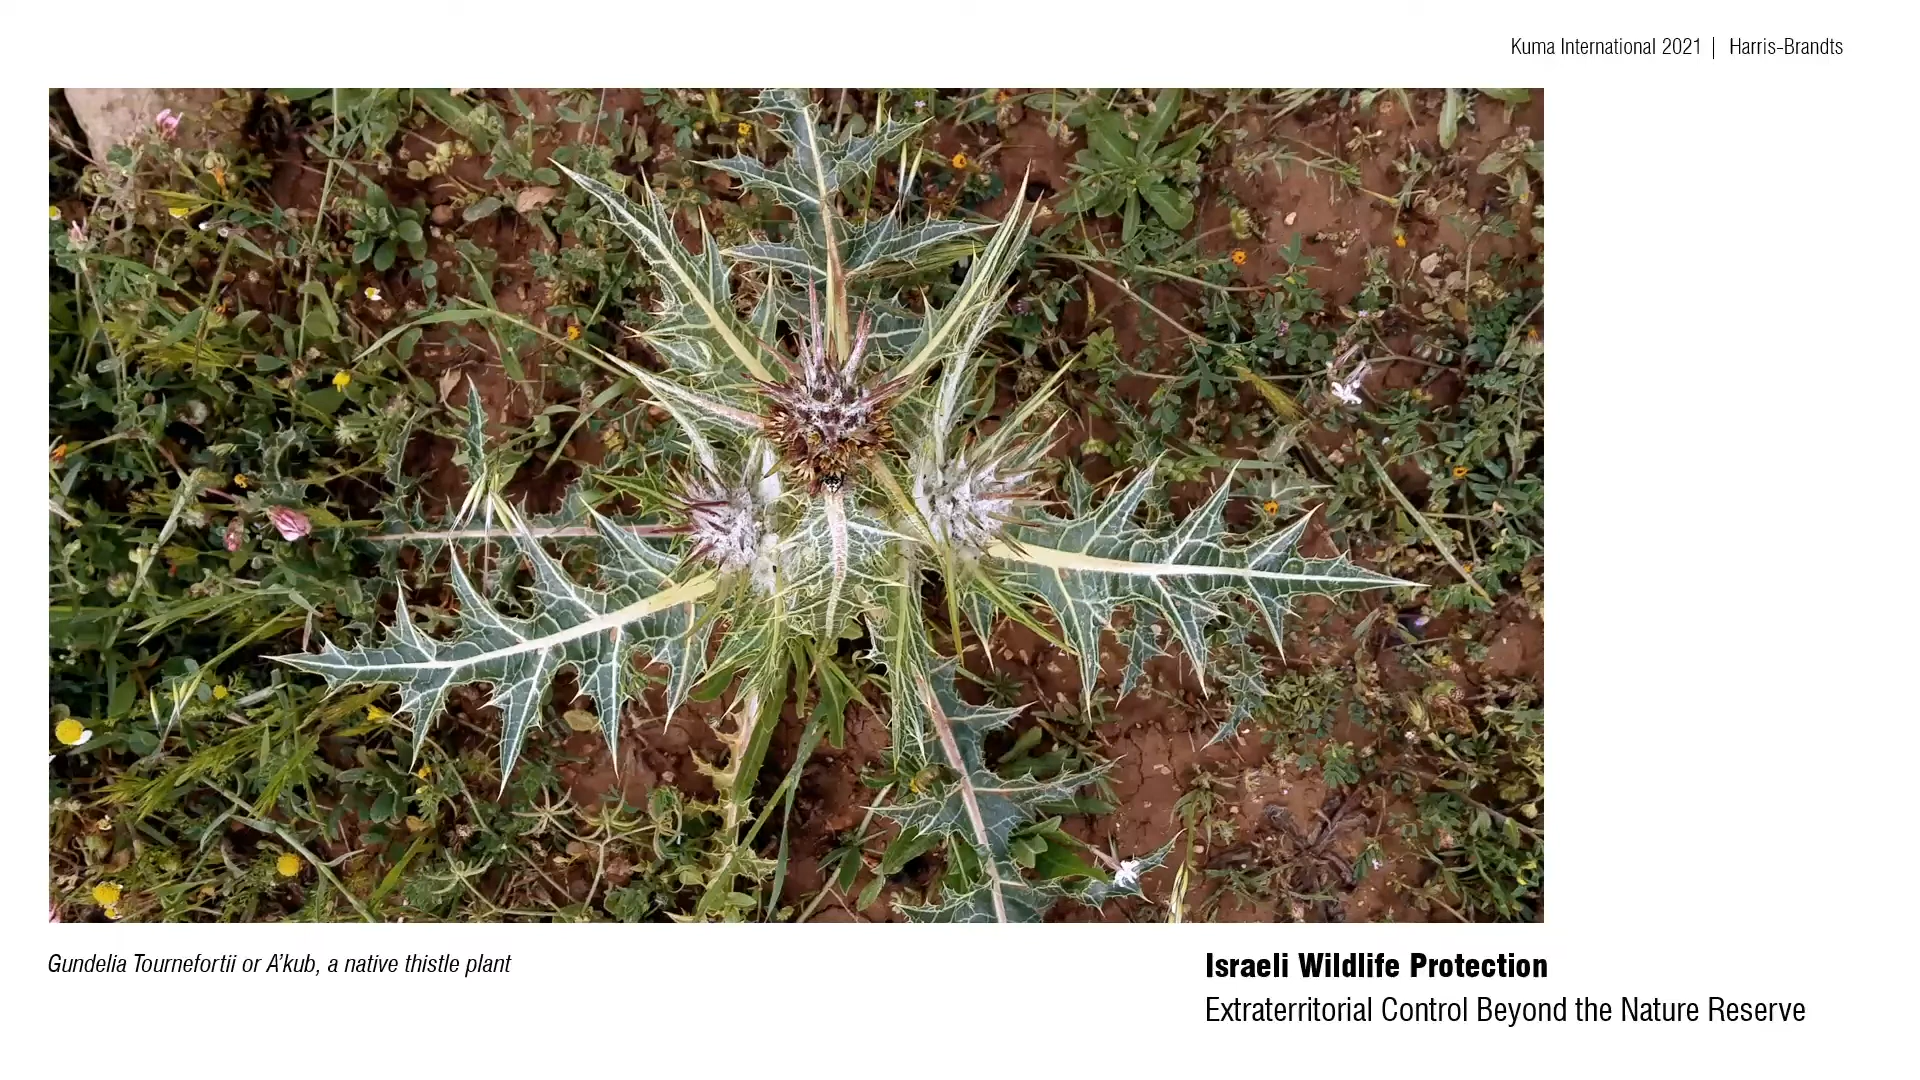 Kuma International 2021 | Harris-Brandts
Gundelia Tournefortii or A'kub, a native thistle plant
Israeli Wildlife Protection
Extraterritorial Control Beyond the Nature Reserve